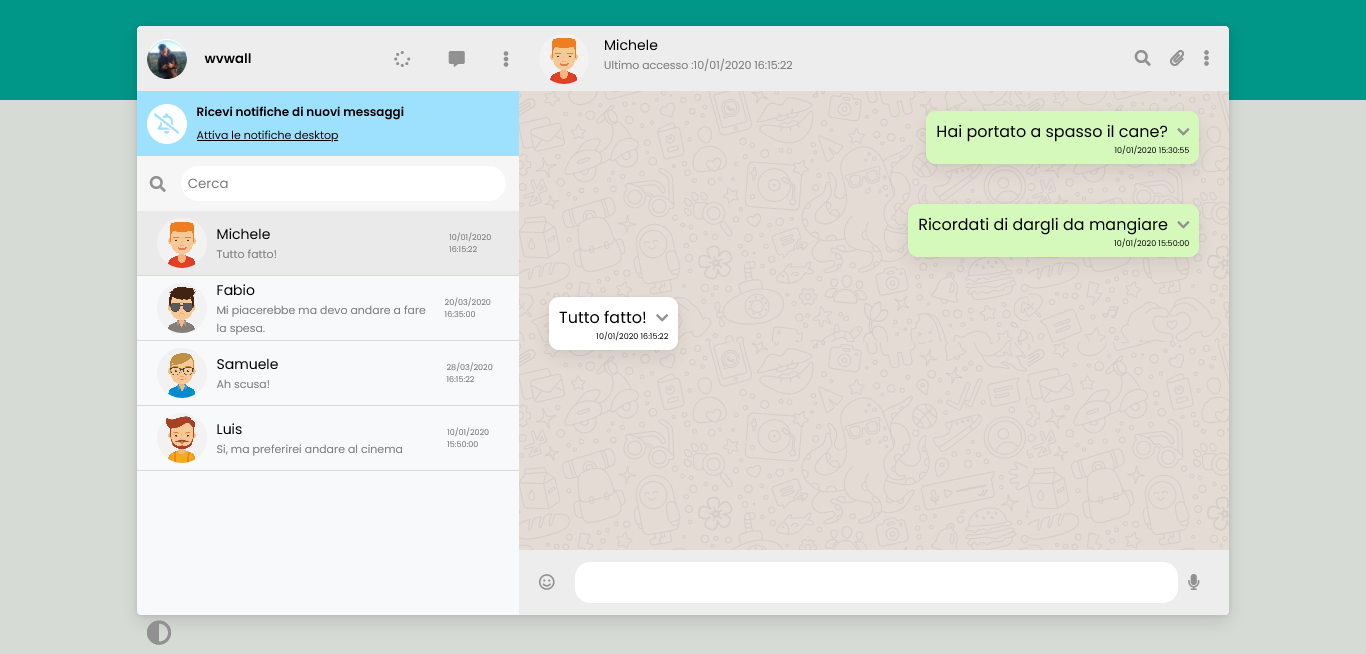 wvwall
Michele
Ultimo accesso :10/01/2020 16:15:22
Ricevi notifiche di nuovi messaggi
Attiva le notifiche desktop
Cerca
Michele
Tutto fatto!
10/01/2020
16:15:22
Fabio
Mi piacerebbe ma devo andare a fare
la spesa.
20/03/2020
16:35:00
Samuele
Ah scusa!
28/03/2020
16:15:22
Luis
Si, ma preferirei andare al cinema
10/01/2020
15:50:00
Hai portato a spasso il cane?
10/01/2020 15:30:55
Ricordati di dargli da mangiare
10/01/2020 15:50:00
Tutto fatto!
10/01/2020 16:15:22